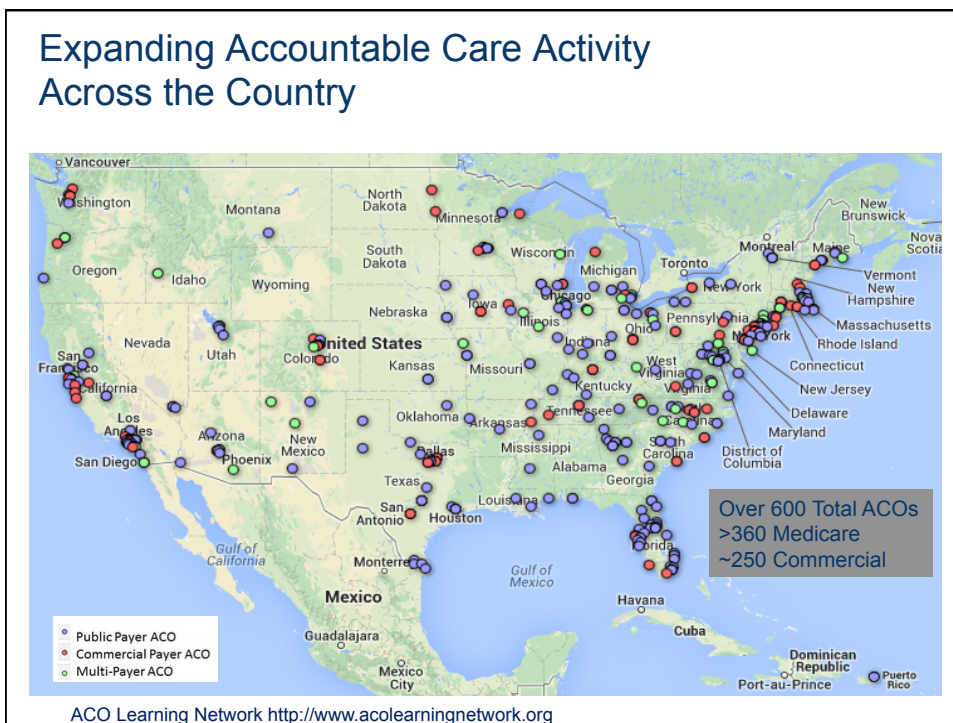 Expanding Accountable Care Activity
Across the Country
Vancouver
Washington
North
Dakota
Montana
Minnesota
New
Brunswick
Montreal
Maine
Nova
Scotia
Oregon
Idaho
South
Dakota
Wisconsin
Michigan
Toronto
Vermont
New
Hampshire
Wyoming
New York
Massachusetts
Iowa
Chicago
Nebraska
Illinois
Indiana
Ohio
Pennsylvania
New York
Rhode Island
Connecticut
Nevada
Utah
Colorado
United States
Kansas
Missouri
West
Virginia
Virginia
Kentucky
New Jersey
Delaware
Maryland
District of
Columbia
San
Francisco
California
Los
Angeles
San Diego
Arizona
Phoenix
New
Mexico
Oklahoma
Arkansas
Tennessee
Carolina
South
Carolina
Mississippi
Alabama
Georgia
Dallas
Texas
San
Antonio
Houston
Louisiana
Florida
Over 600 Total ACOs
>360 Medicare
~250 Commercial
Gulf of
California
Monterrey
Gulf of
Mexico
Mexico
Havana
Cuba
Guadalajara
Mexico
City
Dominican
Republic
Port-au-Prince
Puerto
Rico
Public Payer ACO
Commercial Payer ACO
Multi-Payer ACO
ACO Learning Network http://www.acolearningnetwork.org